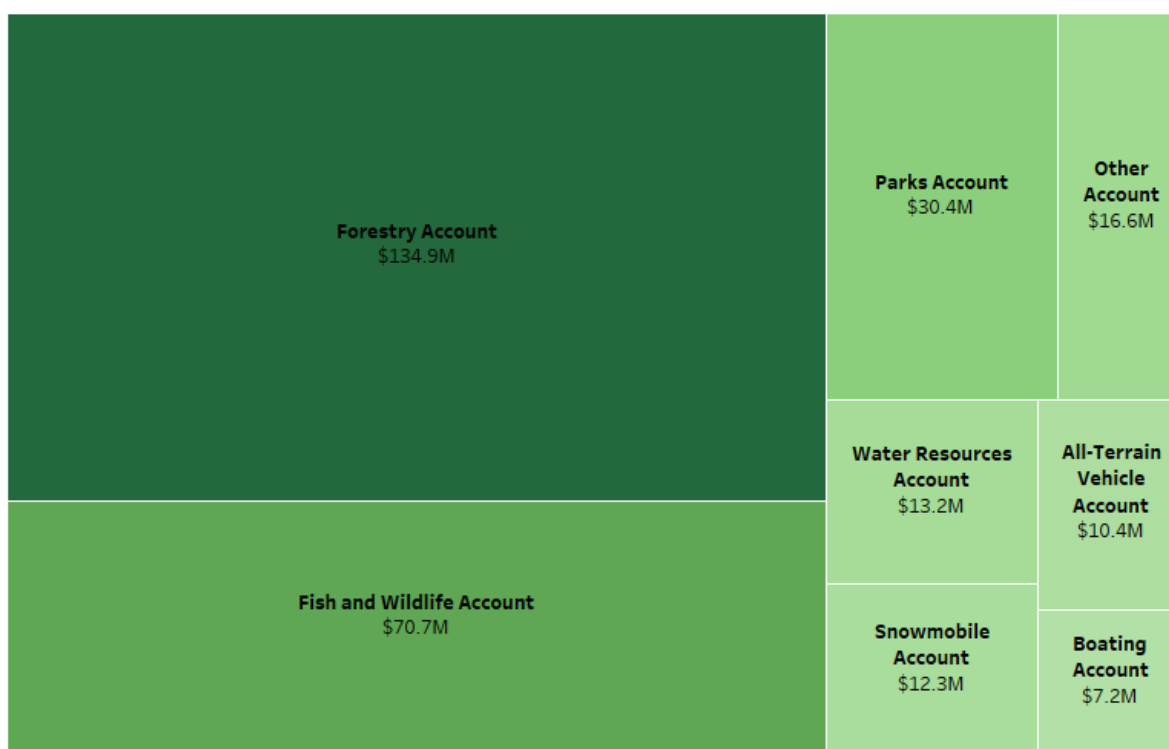 Forestry Account
$134.9M
Fish and Wildlife Account
$70.7M
Parks Account
$30.4M
Other
Account
$16.6M
Water Resources
Account
$13.2M
All-Terrain
Vehicle
Account
$10.4M
Snowmobile
Account
$12.3M
Boating
Account
$7.2M